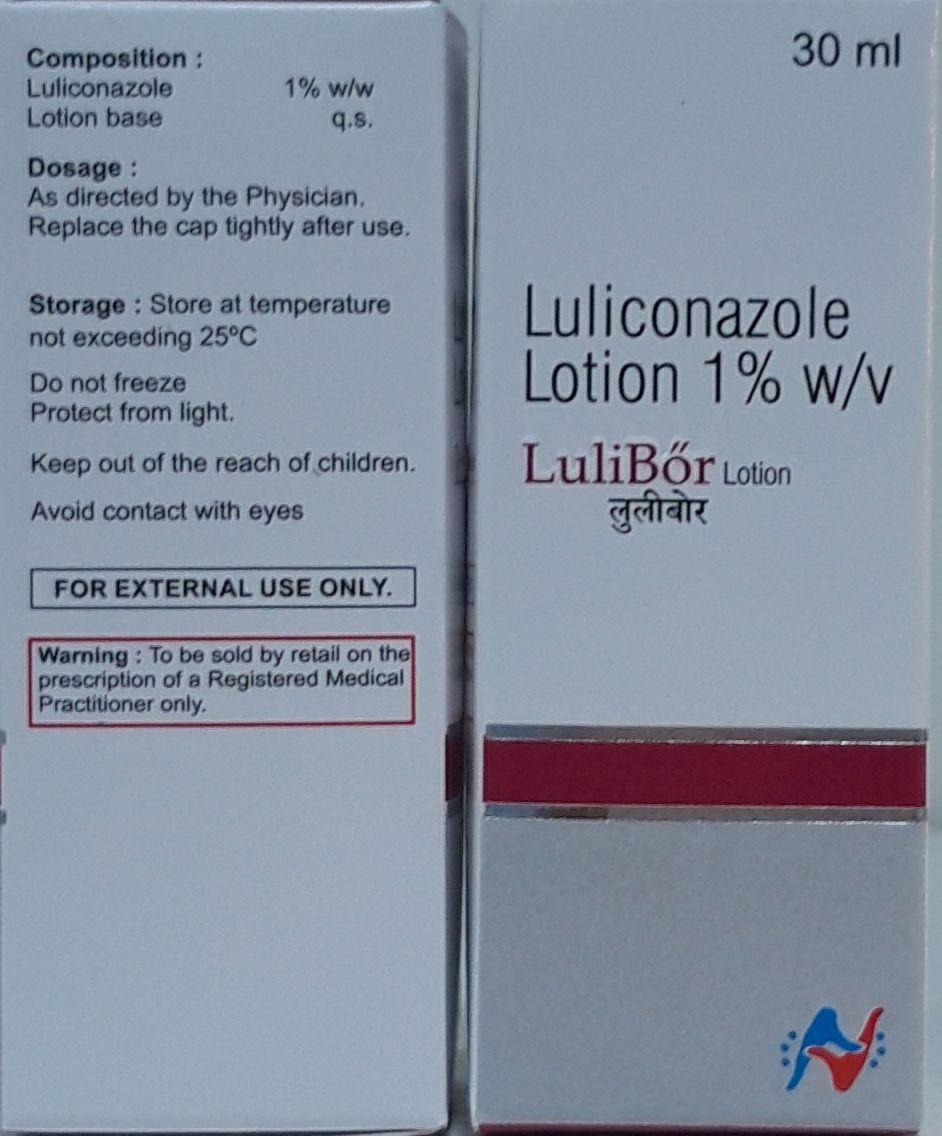 Composition :
Luliconazole 1% w/w
Lotion base q.s.
Dosage :
As directed by the Physician.
Replace the cap tightly after use.
Storage : Store at temperature
not exceeding 25ºC
Do not freeze
Protect from light.
Keep out of the reach of children.
Avoid contact with eyes
FOR EXTERNAL USE ONLY.
Warning : To be sold by retail on the
prescription of a Registered Medical
Practitioner only.
30 ml
Luliconazole
Lotion 1% w/v
LuliBőr Lotion
लुलीबोर